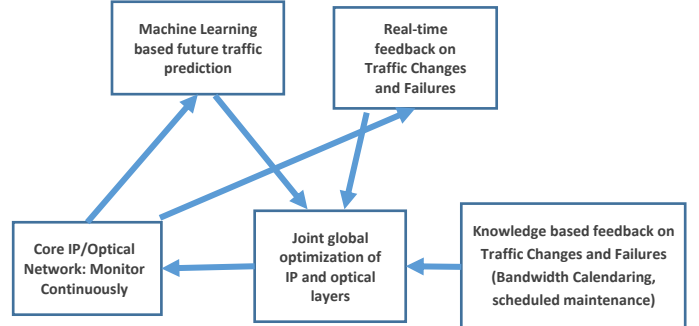 Machine Learning
based future traffic
prediction
Real-time
feedback on
Traffic Changes
and Failures
Core IP/Optical
Network: Monitor
Continuously
Joint global
optimization of
IP and optical
layers
Knowledge based feedback on
Traffic Changes and Failures
(Bandwidth Calendaring,
scheduled maintenance)